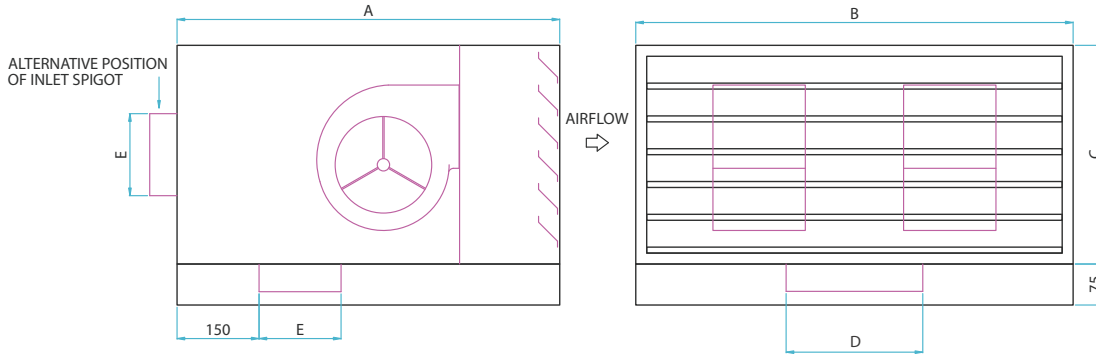 A
B
ALTERNATIVE POSITION
OF INLET SPIGOT
E
AIRFLOW
C
75
150
E
D